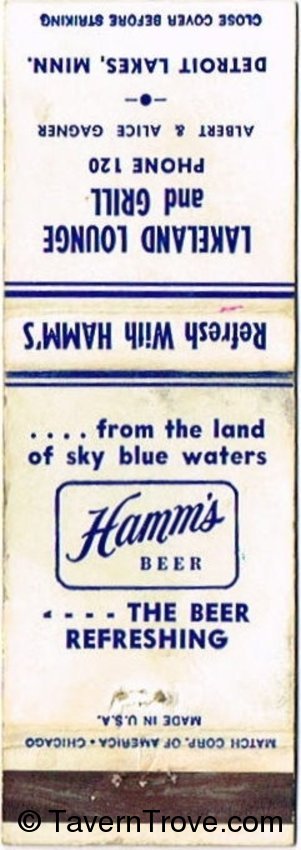 LAKELAND LOUNGE
and GRILL
PHONE 120
ALBERT & ALICE GAGNER
DETROIT LAKES, MINN.
CLOSE COVER BEFORE STRIKING
Refresh With HAMM'S
. . . . from the land
of sky blue waters
Hamm's
BEER
- - - - THE BEER
REFRESHING
MATCH CORP. OF AMERICA • CHICAGO
MADE IN U.S.A.
© TavernTrove.com/